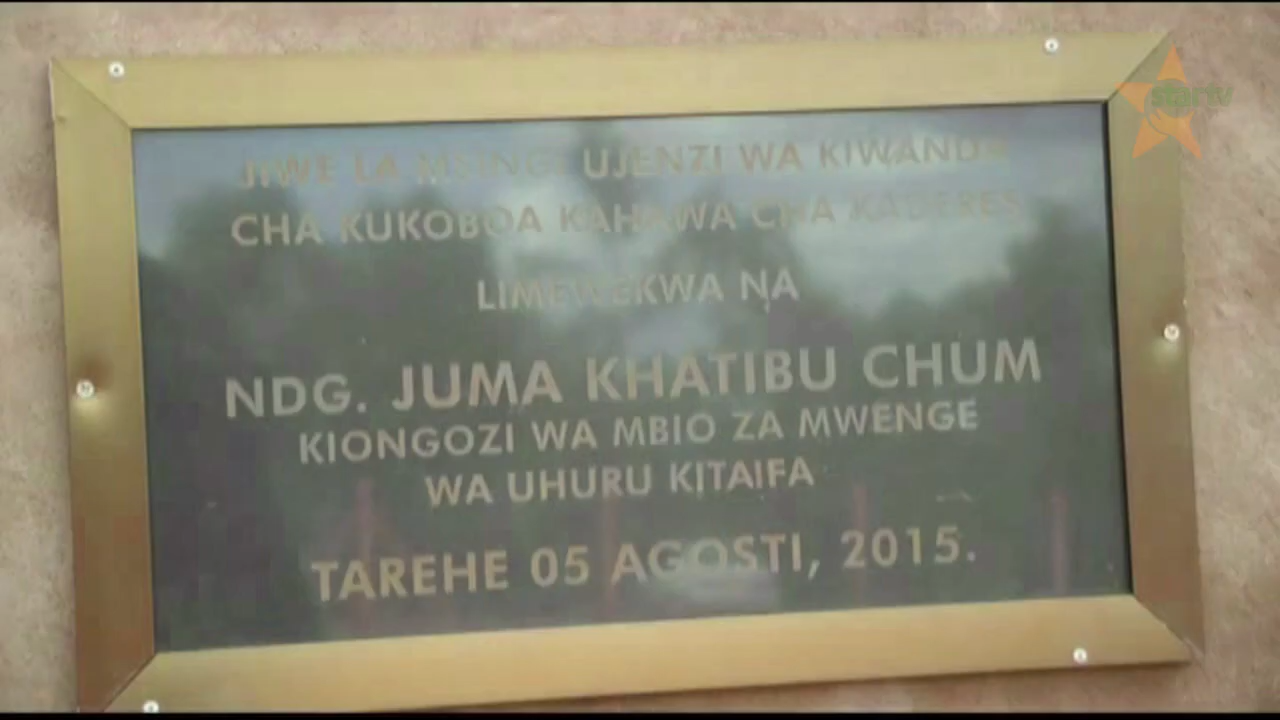 JIWE LA MSINGI UJENZI WA KIWANDA
CHA KUKOBOA KAHAWA CHA KADERES
LIMEWEKWA NA
NDG. JUMA KHATIBU CHUM
KIONGOZI WA MBIO ZA MWENGE
WA UHURU KITAIFA
TAREHE 05 AGOSTI, 2015.
startv